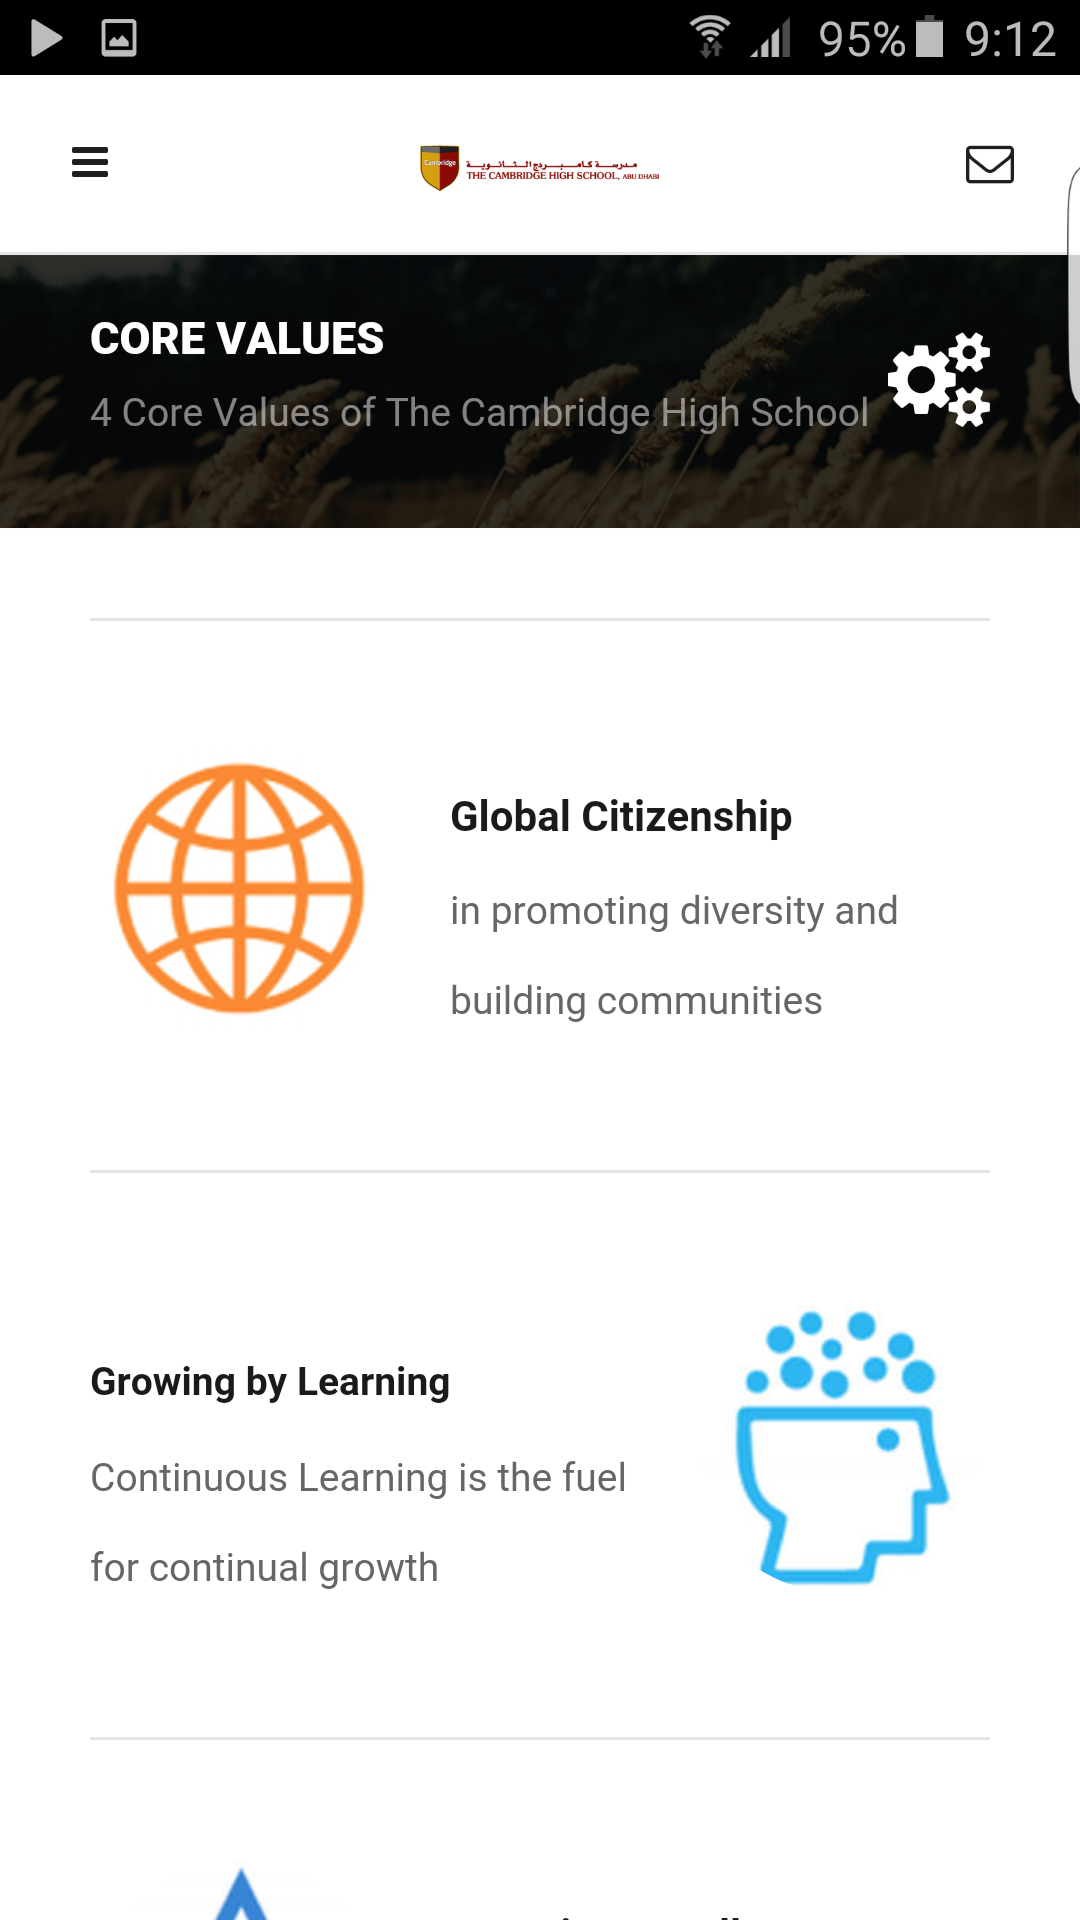 95% 9:12
Cambridge
مدرسة كامبردج الثانوية
THE CAMBRIDGE HIGH SCHOOL, ABU DHABI
CORE VALUES
4 Core Values of The Cambridge High School
Global Citizenship
in promoting diversity and
building communities
Growing by Learning
Continuous Learning is the fuel
for continual growth